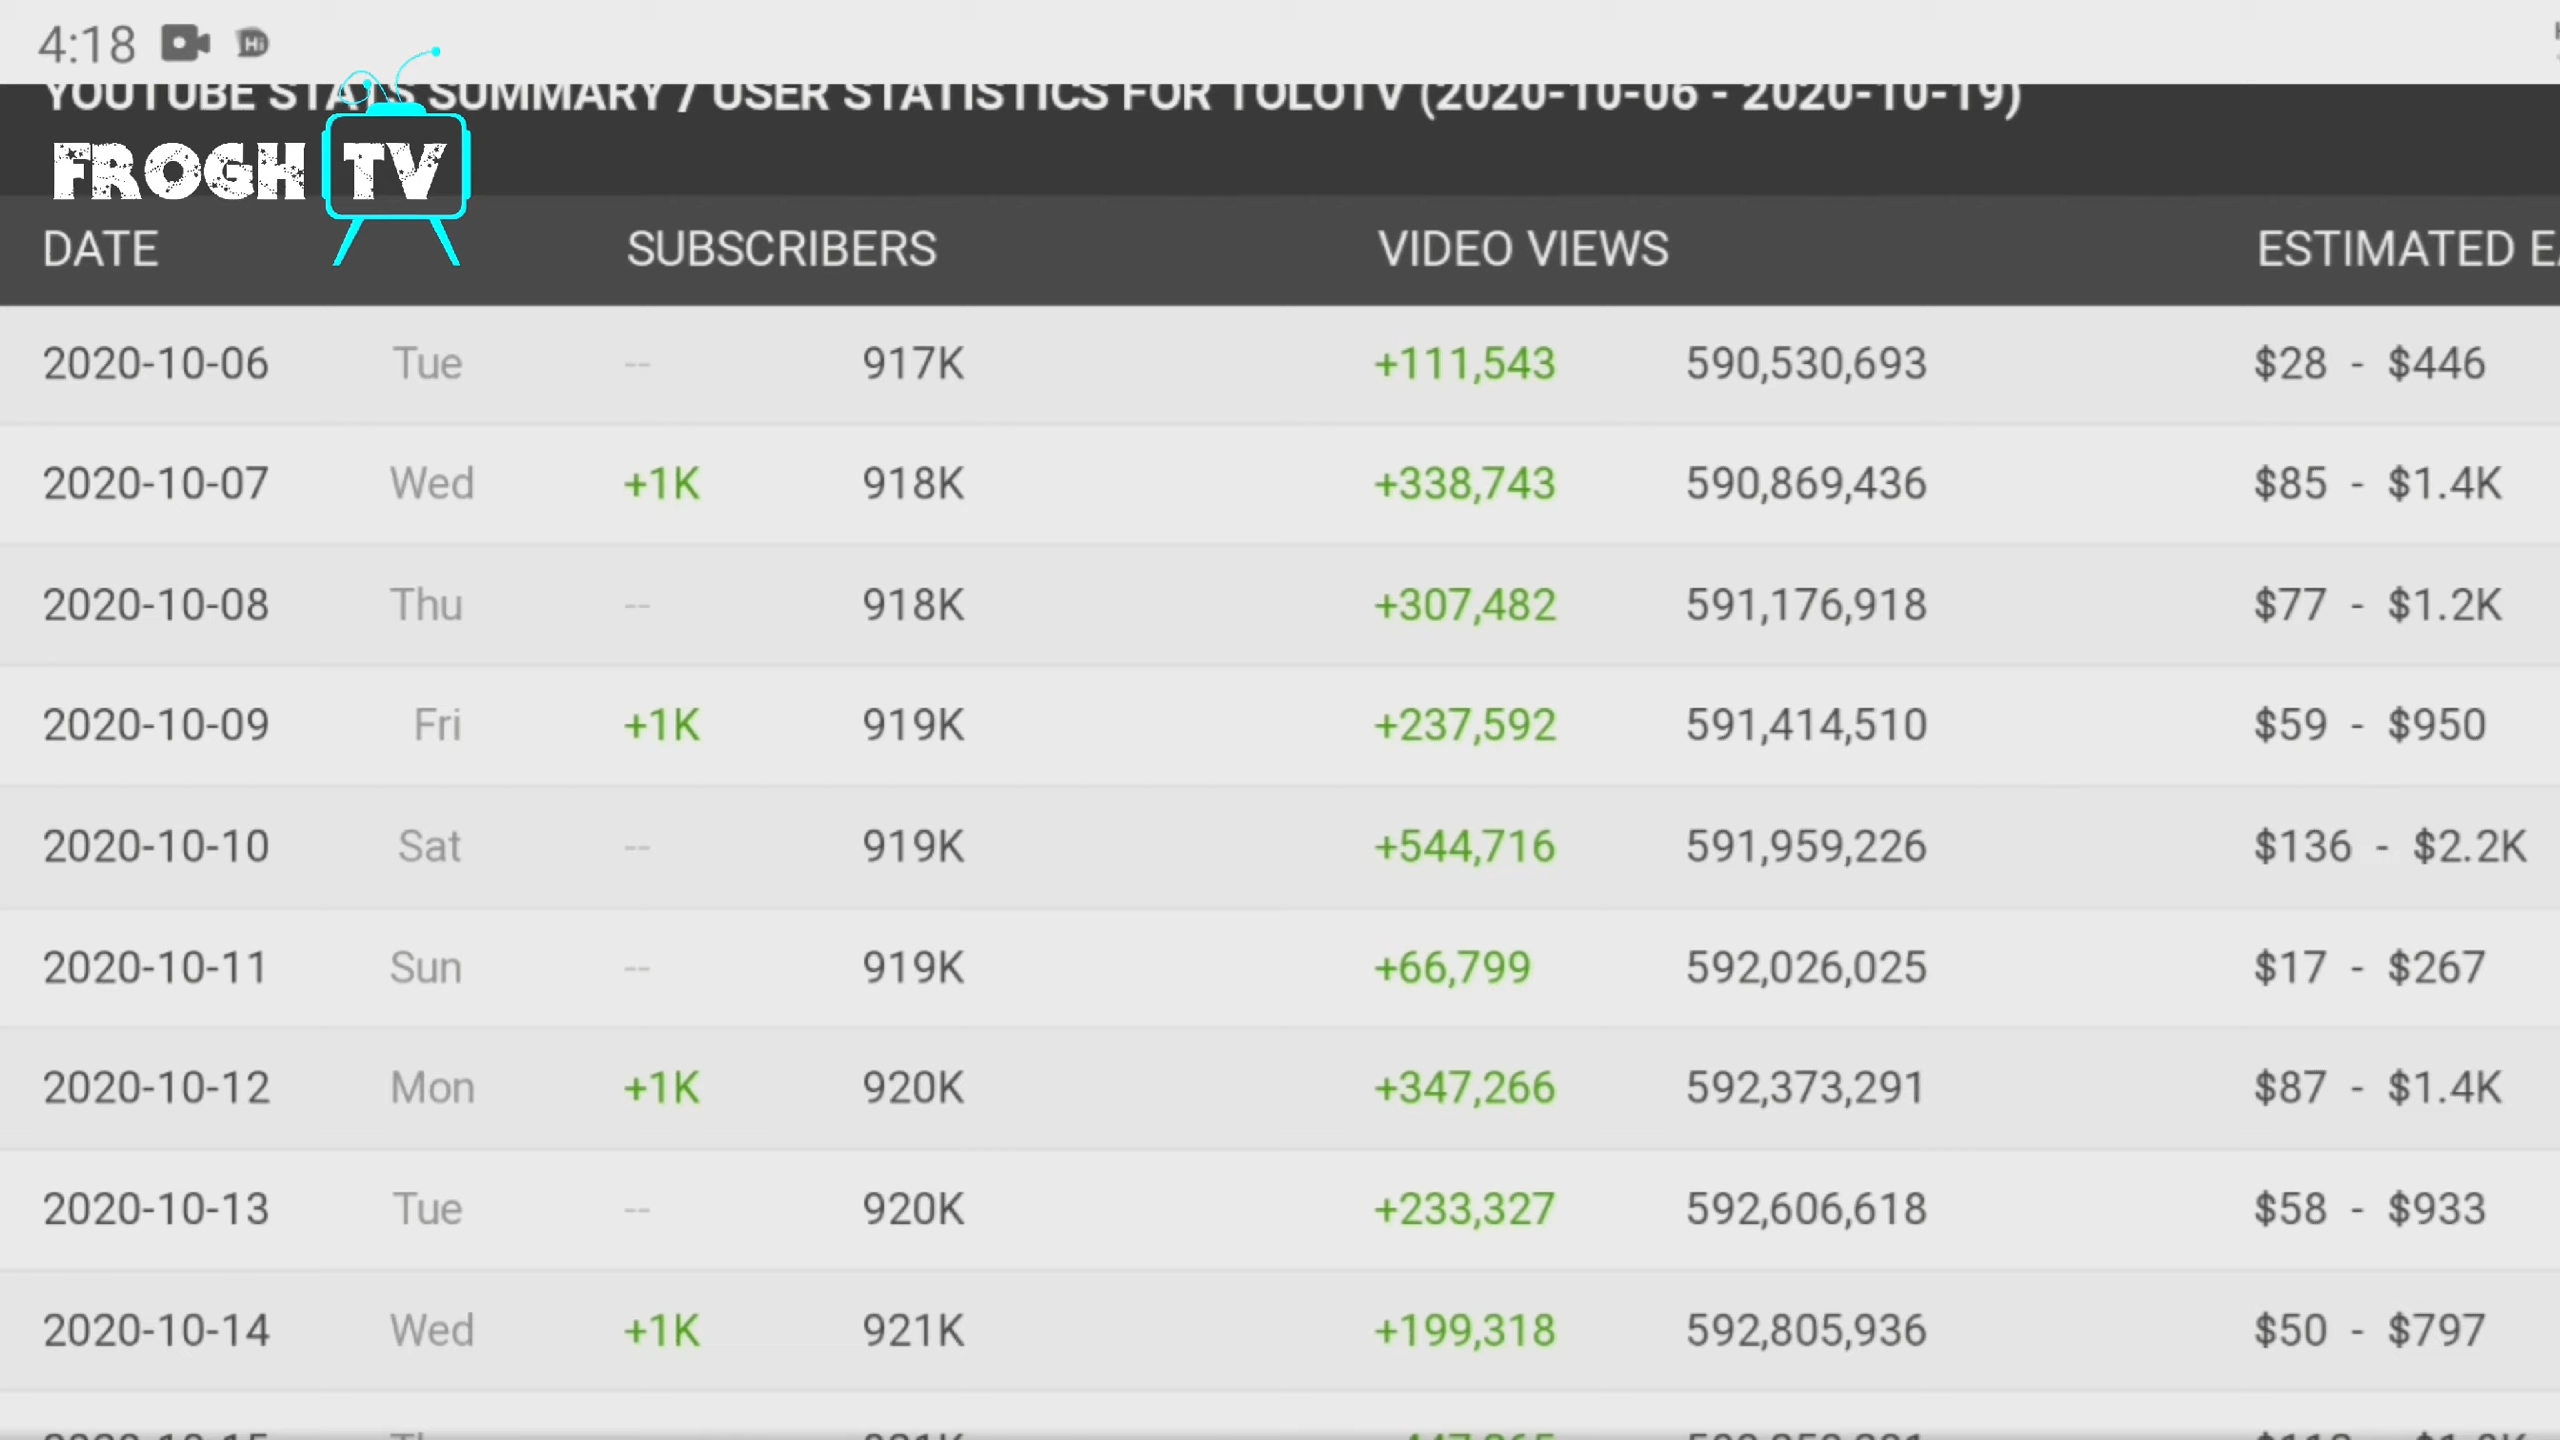 4:18
YOUTUBE STATS SUMMARY / USER STATISTICS FOR TOLOTV (2020-10-06 - 2020-10-19)
FROGH TV
DATE SUBSCRIBERS VIDEO VIEWS ESTIMATED
2020-10-06 Tue -- 917K +111,543 590,530,693 $28 - $446
2020-10-07 Wed +1K 918K +338,743 590,869,436 $85 - $1.4K
2020-10-08 Thu -- 918K +307,482 591,176,918 $77 - $1.2K
2020-10-09 Fri +1K 919K +237,592 591,414,510 $59 - $950
2020-10-10 Sat -- 919K +544,716 591,959,226 $136 - $2.2K
2020-10-11 Sun -- 919K +66,799 592,026,025 $17 - $267
2020-10-12 Mon +1K 920K +347,266 592,373,291 $87 - $1.4K
2020-10-13 Tue -- 920K +233,327 592,606,618 $58 - $933
2020-10-14 Wed +1K 921K +199,318 592,805,936 $50 - $797